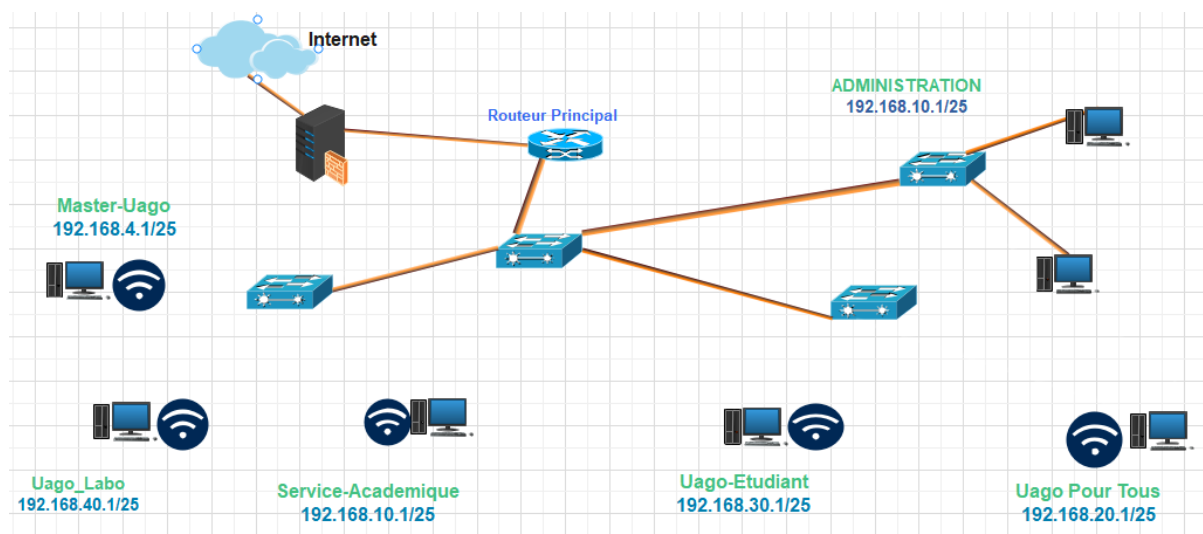 Internet
Routeur Principal
ADMINISTRATION
192.168.10.1/25
Master-Uago
192.168.4.1/25
Uago_Labo
192.168.40.1/25
Service-Academique
192.168.10.1/25
Uago-Etudiant
192.168.30.1/25
Uago Pour Tous
192.168.20.1/25